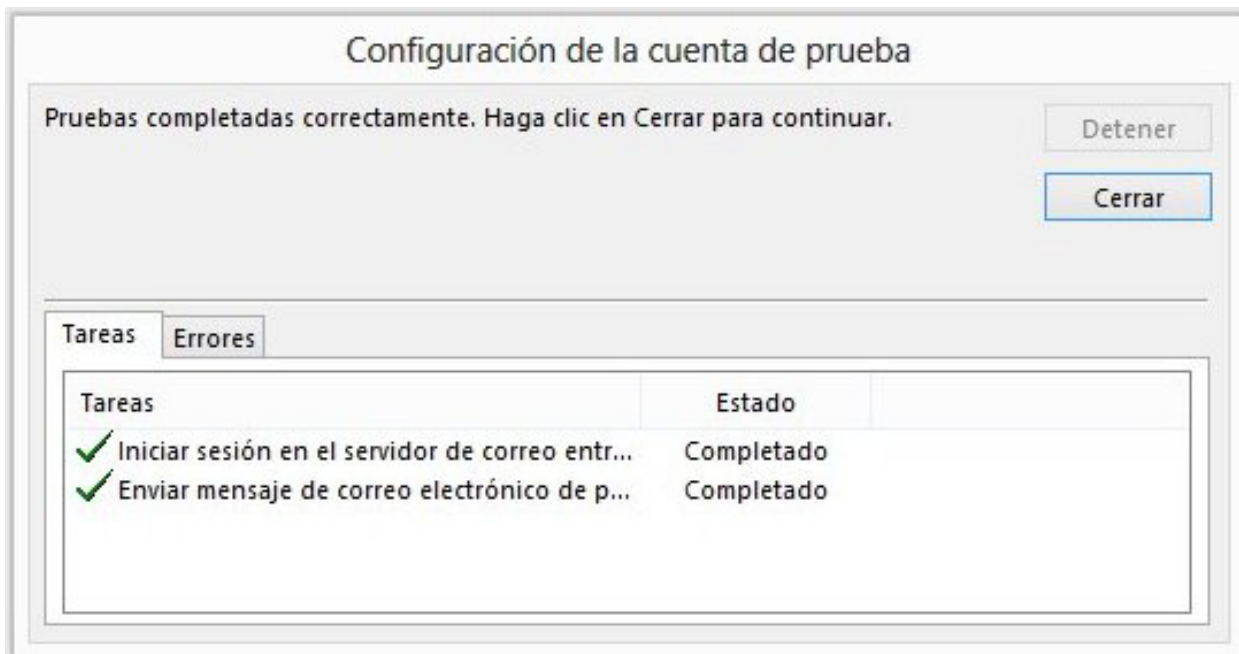 Configuración de la cuenta de prueba
Pruebas completadas correctamente. Haga clic en Cerrar para continuar.
Detener
Cerrar
Tareas Errores
Tareas Estado
Iniciar sesión en el servidor de correo entr... Completado
Enviar mensaje de correo electrónico de p... Completado